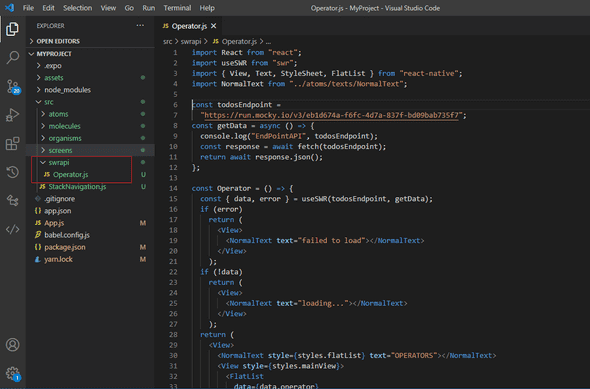 File Edit Selection View Go Run Terminal Help Operator.js - MyProject - Visual Studio Code
EXPLORER ...
OPEN EDITORS
MYPROJECT
.expo
assets
node_modules
src
atoms
molecules
organisms
screens
swrapi
Operator.js U
StackNavigation.js U
.gitignore
app.json
App.js M
babel.config.js
package.json M
yarn.lock M
20
1
JS Operator.js
src > swrapi > JS Operator.js > ...
1 import React from "react";
2 import useSWR from "swr";
3 import { View, Text, StyleSheet, FlatList } from "react-native";
4 import NormalText from "../atoms/texts/NormalText";
5
6 const todosEndpoint =
7 "https://run.mocky.io/v3/eb1d674a-f6fc-4d7a-837f-bd09bab735f7";
8 const getData = async () => {
9 console.log("EndPointAPI", todosEndpoint);
10 const response = await fetch(todosEndpoint);
11 return await response.json();
12 };
13
14 const Operator = () => {
15 const { data, error } = useSWR(todosEndpoint, getData);
16 if (error)
17 return (
18 <View>
19 <NormalText text="failed to load"></NormalText>
20 </View>
21 );
22 if (!data)
23 return (
24 <View>
25 <NormalText text="loading..."></NormalText>
26 </View>
27 );
28 return (
29 <View>
30 <NormalText style={styles.flatList} text="OPERATORS"></NormalText>
31 <View style={styles.mainView}>
32 <FlatList
33 data={data.operator}